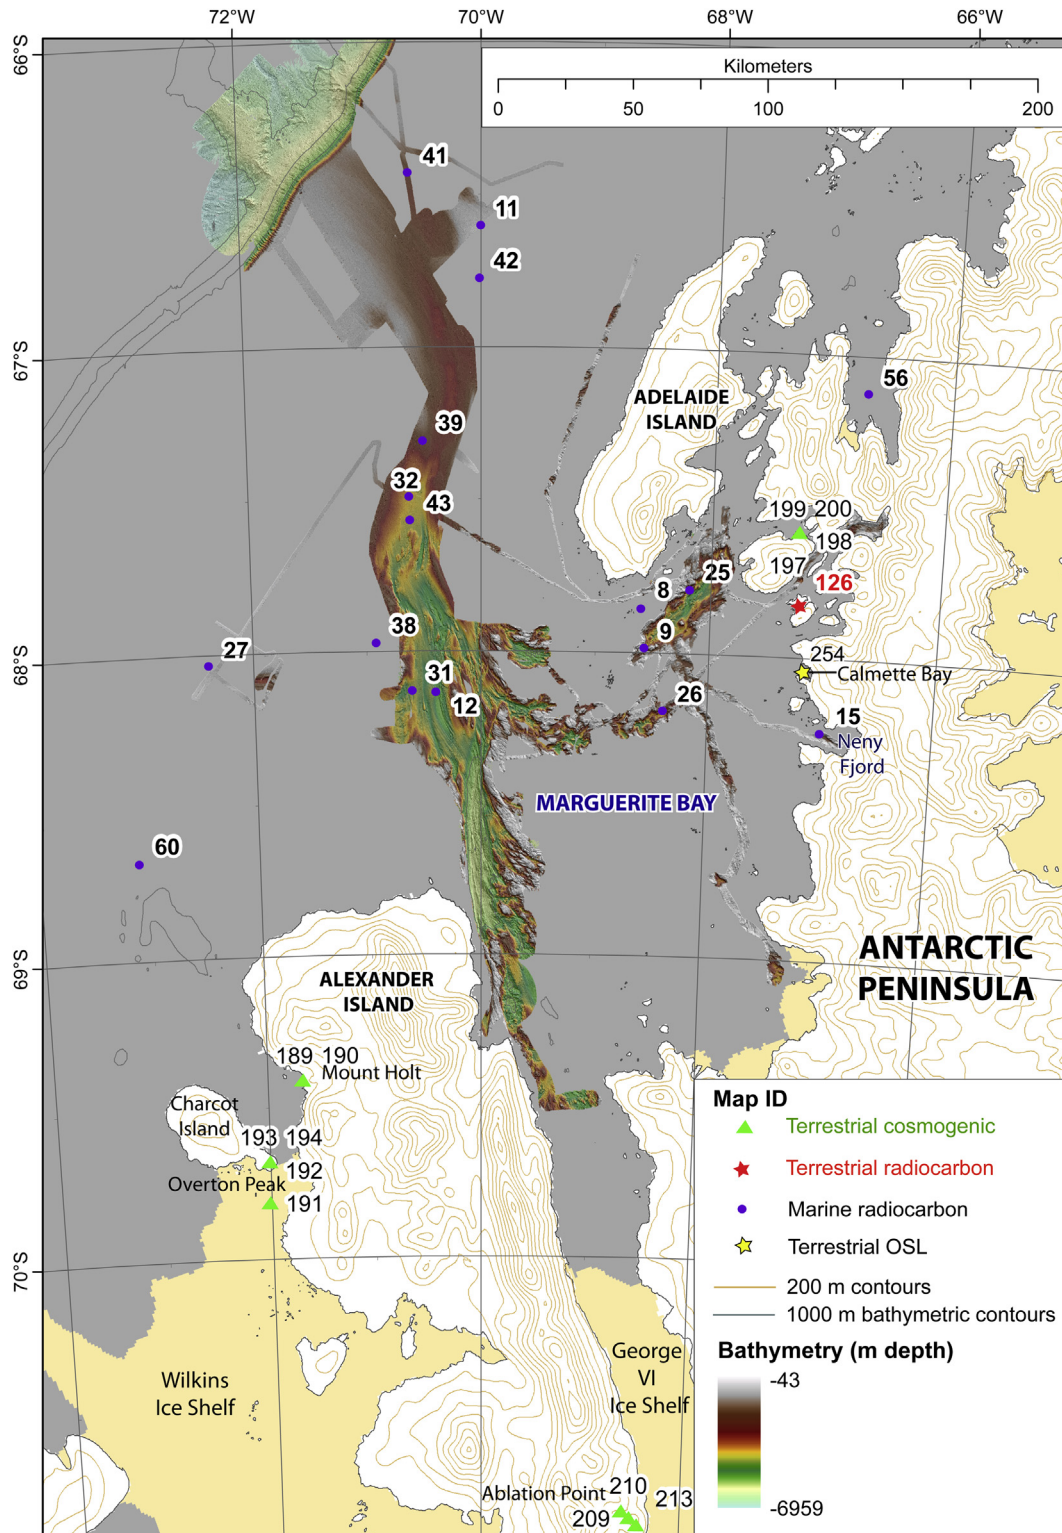 72°W
70°W
68°W
66°W
66°S
Kilometers
0
50
100
200
41
11
42
67°S
56
ADELAIDE
ISLAND
39
32
43
199 200
198
197
25
126
8
9
38
27
254
Calmette Bay
68°S
31
12
26
15
Neny
Fjord
MARGUERITE BAY
60
ANTARCTIC
PENINSULA
69°S
ALEXANDER
ISLAND
189 190
Mount Holt
Charcot
Island
193 194
192
Overton Peak
191
70°S
Wilkins
Ice Shelf
George
VI
Ice Shelf
Ablation Point
210
213
209
Map ID
Terrestrial cosmogenic
Terrestrial radiocarbon
Marine radiocarbon
Terrestrial OSL
200 m contours
1000 m bathymetric contours
Bathymetry (m depth)
-43
-6959